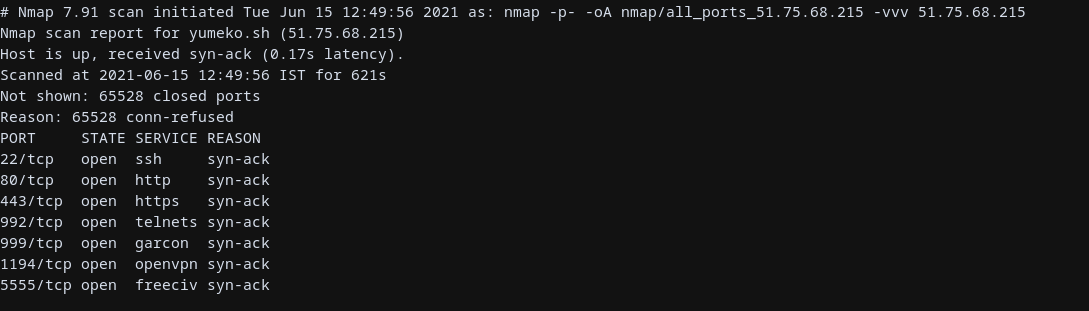 # Nmap 7.91 scan initiated Tue Jun 15 12:49:56 2021 as: nmap -p- -oA nmap/all_ports_51.75.68.215 -vvv 51.75.68.215
Nmap scan report for yumeko.sh (51.75.68.215)
Host is up, received syn-ack (0.17s latency).
Scanned at 2021-06-15 12:49:56 IST for 621s
Not shown: 65528 closed ports
Reason: 65528 conn-refused
PORT     STATE SERVICE REASON
22/tcp   open  ssh     syn-ack
80/tcp   open  http    syn-ack
443/tcp  open  https   syn-ack
992/tcp  open  telnets syn-ack
999/tcp  open  garcon  syn-ack
1194/tcp open  openvpn syn-ack
5555/tcp open  freeciv syn-ack